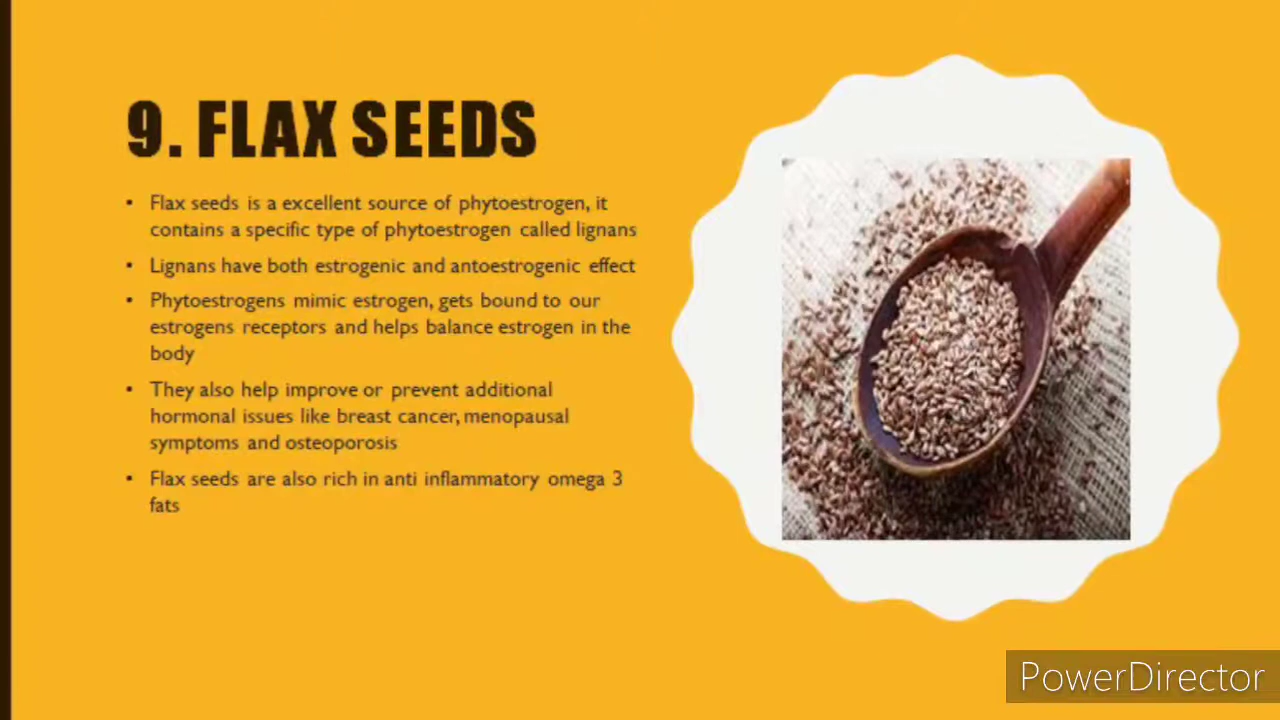 9. FLAX SEEDS
• Flax seeds is a excellent source of phytoestrogen, it
contains a specific type of phytoestrogen called lignans
• Lignans have both estrogenic and antoestrogenic effect
• Phytoestrogens mimic estrogen, gets bound to our
estrogens receptors and helps balance estrogen in the
body
• They also help improve or prevent additional
hormonal issues like breast cancer, menopausal
symptoms and osteoporosis
• Flax seeds are also rich in anti inflammatory omega 3
fats
PowerDirector